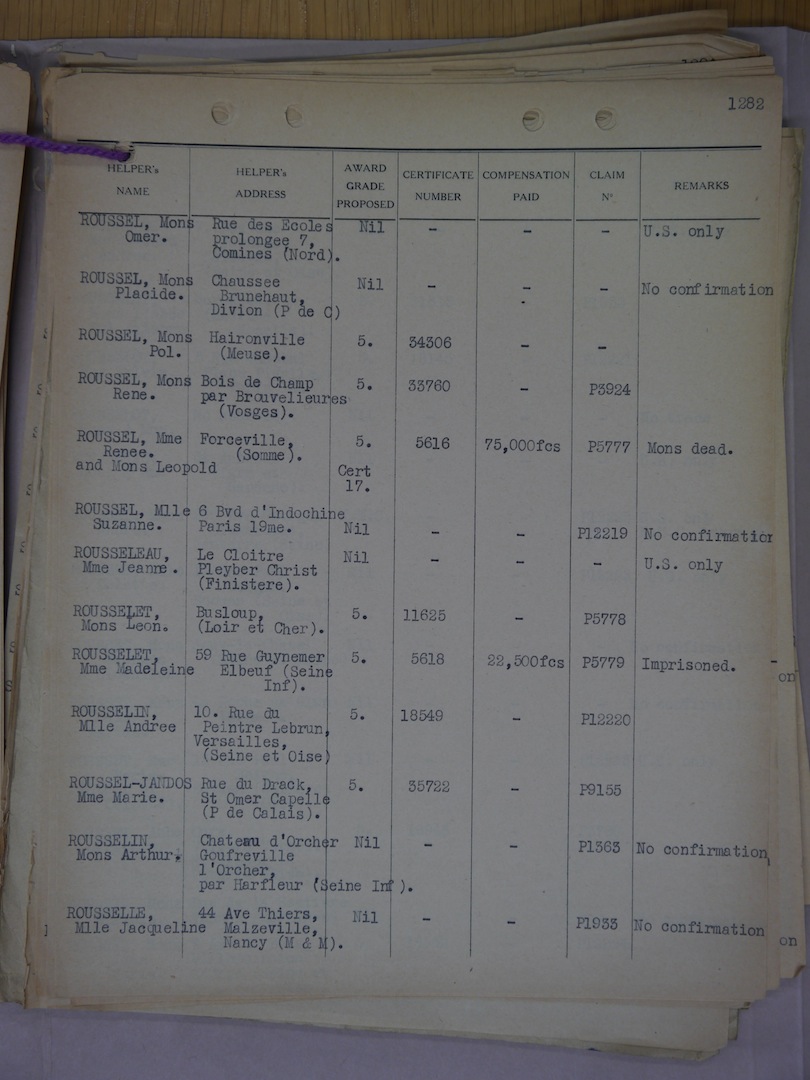 1282
HELPER's NAME HELPER's ADDRESS AWARD GRADE PROPOSED CERTIFICATE NUMBER COMPENSATION PAID CLAIM No REMARKS
ROUSSEL, Mons Rue des Ecoles Nil - - - U.S. only
Omer. prolongee 7,
Comines (Nord).
ROUSSEL, Mons Chaussee Nil - - - No confirmation
Placide. Brunehaut,
Divion (P de C)
ROUSSEL, Mons Haironville 5. 34306 - -
Pol. (Meuse).
ROUSSEL, Mons Bois de Champ 5. 33760 - P3924
Rene. par Brouvelieures
(Vosges).
ROUSSEL, Mme Forceville, 5. 5616 75,000fcs P5777 Mons dead.
Renee. (Somme).
and Mons Leopold Cert
17.
ROUSSEL, Mlle 6 Bvd d'Indochine
Suzanne. Paris 19me. Nil - - P12219 No confirmation
ROUSSELEAU, Le Cloitre Nil - - - U.S. only
Mme Jeanne. Pleyber Christ
(Finistere).
ROUSSELET, Busloup, 5. 11625 - P5778
Mons Leon. (Loir et Cher).
ROUSSELET, 59 Rue Guynemer 5. 5618 22,500fcs P5779 Imprisoned.
Mme Madeleine Elbeuf (Seine
Inf).
ROUSSELIN, 10. Rue du 5. 18549 - P12220
Mlle Andree Peintre Lebrun,
Versailles,
(Seine et Oise)
ROUSSEL-JANDOS Rue du Drack, 5. 35722 - P9155
Mme Marie. St Omer Capelle
(P de Calais).
ROUSSELIN, Chateau d'Orcher Nil - - P1363 No confirmation
Mons Arthur. Goufreville
l'Orcher,
par Harfleur (Seine Inf).
ROUSSELLE, 44 Ave Thiers, Nil - - P1933 No confirmation
Mlle Jacqueline Malzeville,
Nancy (M & M).
on
on